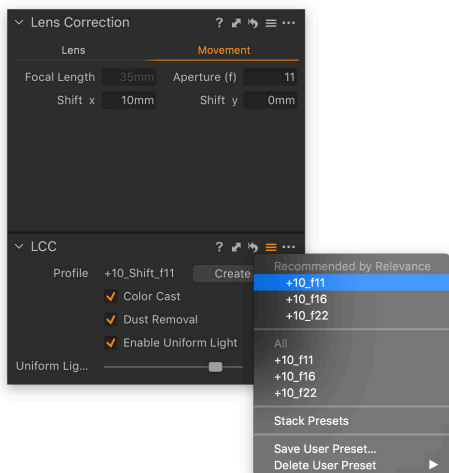 Lens Correction ?
Lens Movement
Focal Length 35mm Aperture (f) 11
Shift x 10mm Shift y 0mm
LCC ?
Profile +10_Shift_f11 Create
Color Cast
Dust Removal
Enable Uniform Light
Uniform Lig...
Recommended by Relevance
+10_f11
+10_f16
+10_f22
All
+10_f11
+10_f16
+10_f22
Stack Presets
Save User Preset...
Delete User Preset